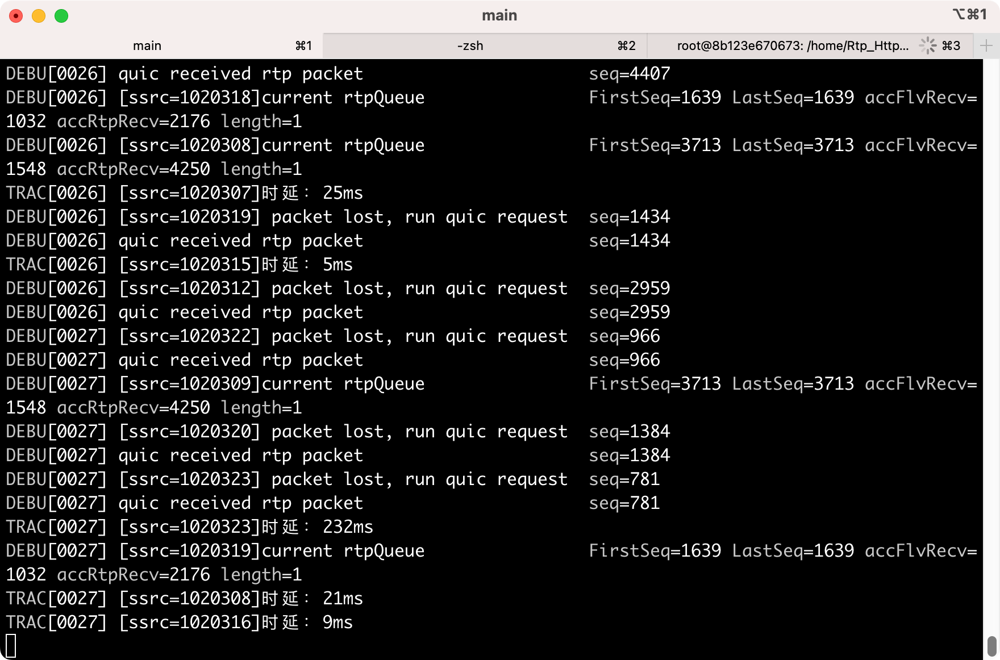 main ⌥⌘1
main ⌘1 -zsh ⌘2 root@8b123e670673: /home/Rtp_Http... ⌘3
DEBU[0026] quic received rtp packet seq=4407
DEBU[0026] [ssrc=1020318]current rtpQueue FirstSeq=1639 LastSeq=1639 accFlvRecv=
1032 accRtpRecv=2176 length=1
DEBU[0026] [ssrc=1020308]current rtpQueue FirstSeq=3713 LastSeq=3713 accFlvRecv=
1548 accRtpRecv=4250 length=1
TRAC[0026] [ssrc=1020307]时延： 25ms
DEBU[0026] [ssrc=1020319] packet lost, run quic request seq=1434
DEBU[0026] quic received rtp packet seq=1434
TRAC[0026] [ssrc=1020315]时延： 5ms
DEBU[0026] [ssrc=1020312] packet lost, run quic request seq=2959
DEBU[0026] quic received rtp packet seq=2959
DEBU[0027] [ssrc=1020322] packet lost, run quic request seq=966
DEBU[0027] quic received rtp packet seq=966
DEBU[0027] [ssrc=1020309]current rtpQueue FirstSeq=3713 LastSeq=3713 accFlvRecv=
1548 accRtpRecv=4250 length=1
DEBU[0027] [ssrc=1020320] packet lost, run quic request seq=1384
DEBU[0027] quic received rtp packet seq=1384
DEBU[0027] [ssrc=1020323] packet lost, run quic request seq=781
DEBU[0027] quic received rtp packet seq=781
TRAC[0027] [ssrc=1020323]时延： 232ms
DEBU[0027] [ssrc=1020319]current rtpQueue FirstSeq=1639 LastSeq=1639 accFlvRecv=
1032 accRtpRecv=2176 length=1
TRAC[0027] [ssrc=1020308]时延： 21ms
TRAC[0027] [ssrc=1020316]时延： 9ms